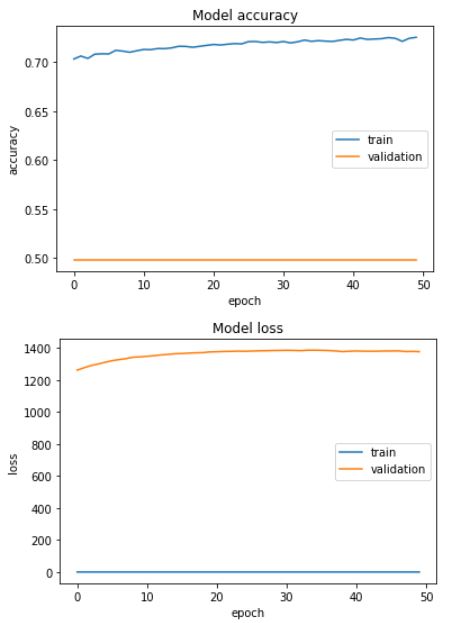 Model accuracy
0.70
0.65
0.60
0.55
0.50
accuracy
train
validation
0 10 20 30 40 50
epoch
Model loss
1400
1200
1000
800
600
400
200
0
loss
train
validation
0 10 20 30 40 50
epoch